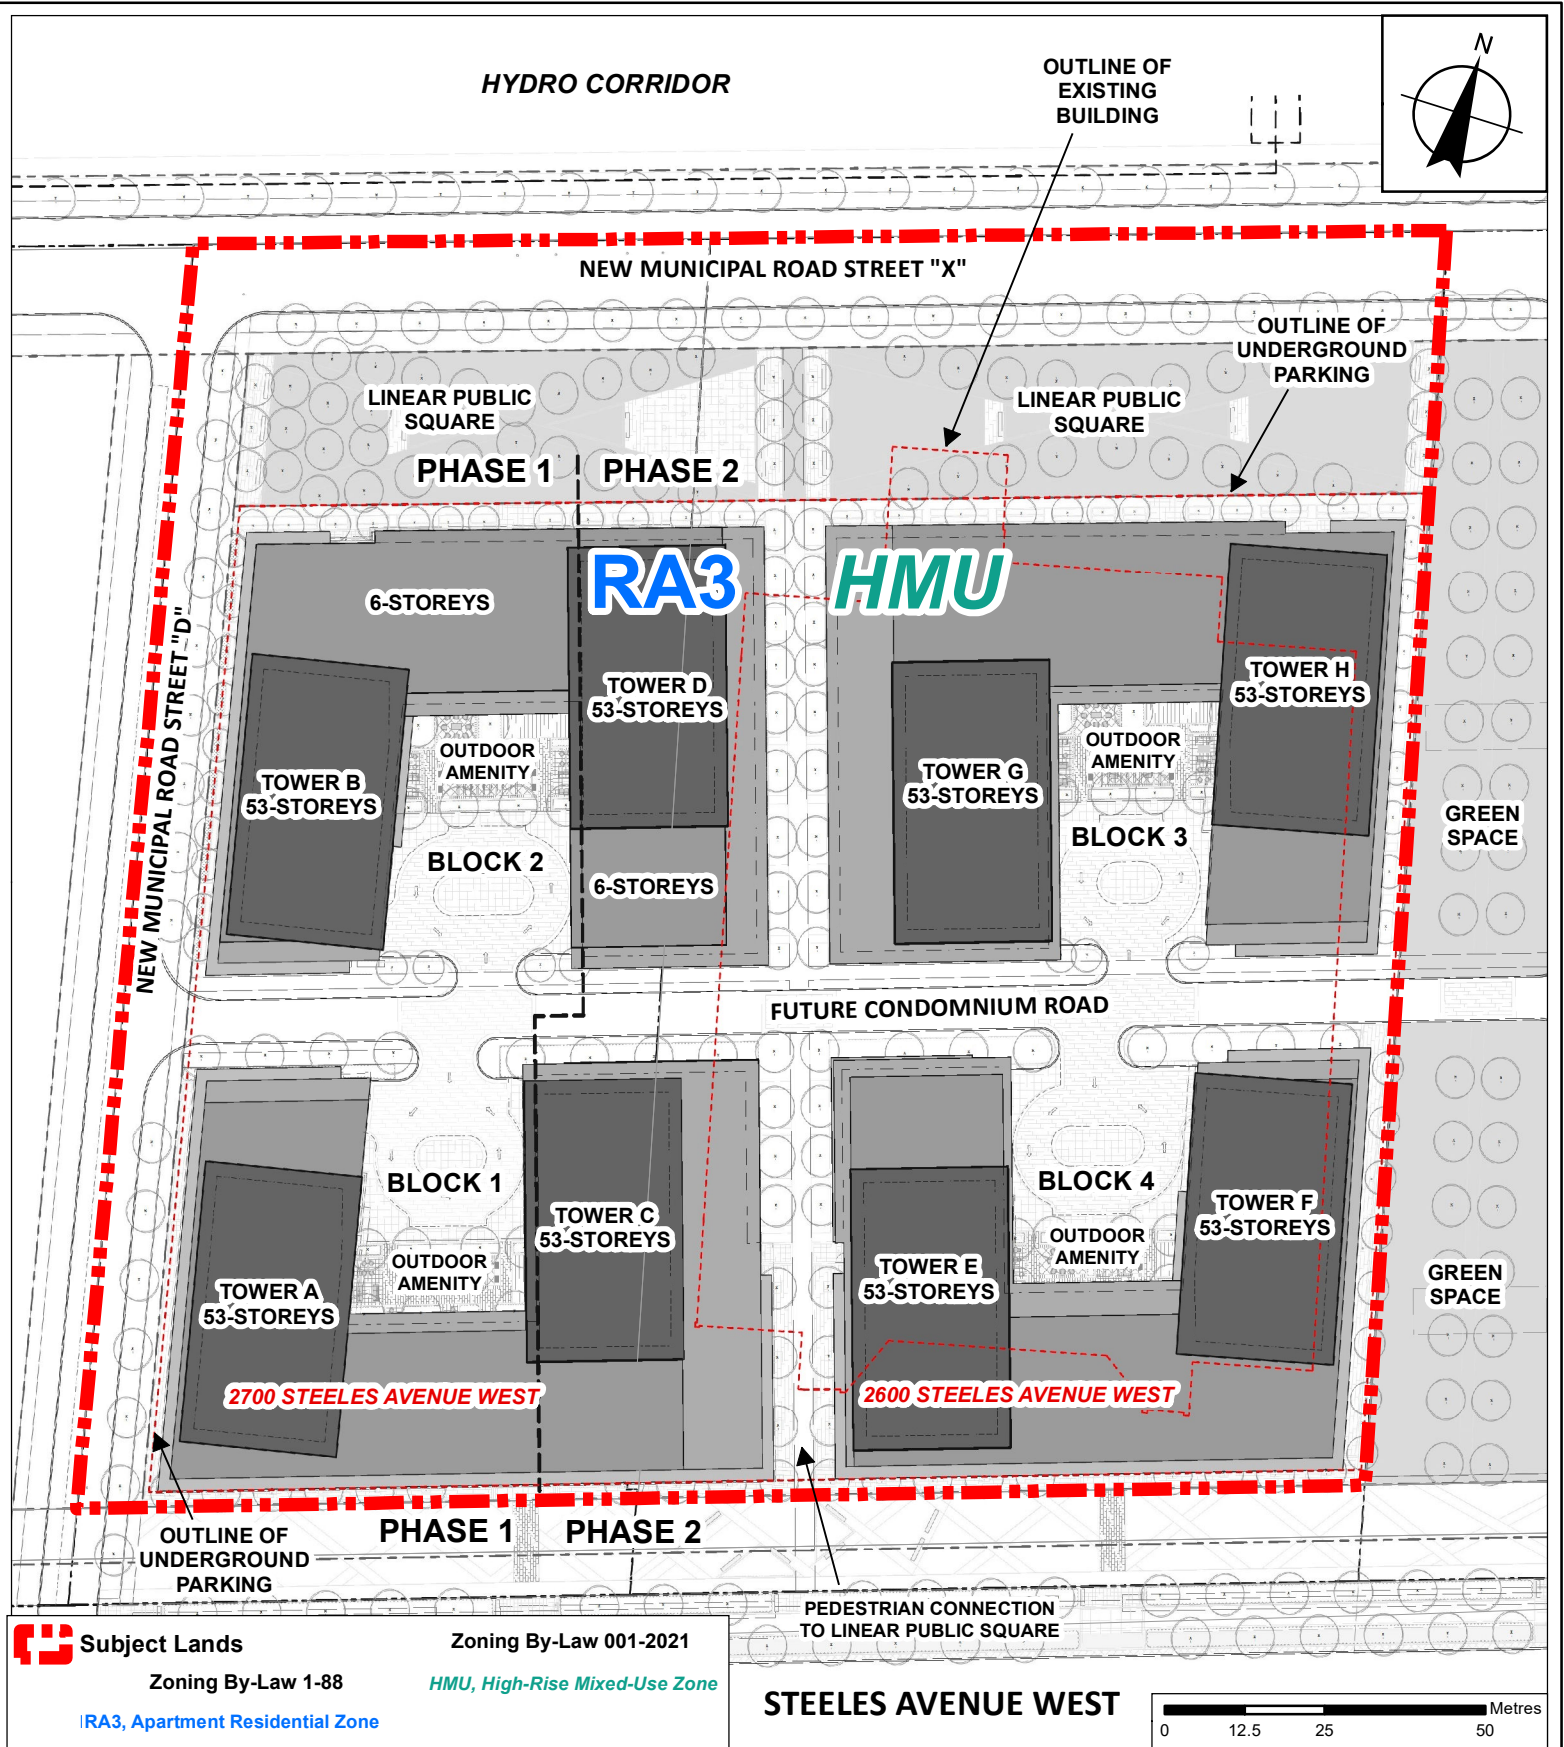 N
HYDRO CORRIDOR
OUTLINE OF
EXISTING
BUILDING
NEW MUNICIPAL ROAD STREET "X"
OUTLINE OF
UNDERGROUND
PARKING
LINEAR PUBLIC
SQUARE
LINEAR PUBLIC
SQUARE
PHASE 1
PHASE 2
RA3
HMU
6-STOREYS
NEW MUNICIPAL ROAD STREET "D"
TOWER D
53-STOREYS
TOWER H
53-STOREYS
OUTDOOR
AMENITY
OUTDOOR
AMENITY
TOWER B
53-STOREYS
TOWER G
53-STOREYS
GREEN
SPACE
BLOCK 2
BLOCK 3
6-STOREYS
FUTURE CONDOMNIUM ROAD
BLOCK 1
BLOCK 4
TOWER C
53-STOREYS
TOWER F
53-STOREYS
OUTDOOR
AMENITY
OUTDOOR
AMENITY
TOWER A
53-STOREYS
TOWER E
53-STOREYS
GREEN
SPACE
2700 STEELES AVENUE WEST
2600 STEELES AVENUE WEST
PHASE 1
PHASE 2
OUTLINE OF
UNDERGROUND
PARKING
PEDESTRIAN CONNECTION
TO LINEAR PUBLIC SQUARE
Subject Lands
Zoning By-Law 1-88
RA3, Apartment Residential Zone
Zoning By-Law 001-2021
HMU, High-Rise Mixed-Use Zone
STEELES AVENUE WEST
Metres
0 12.5 25 50